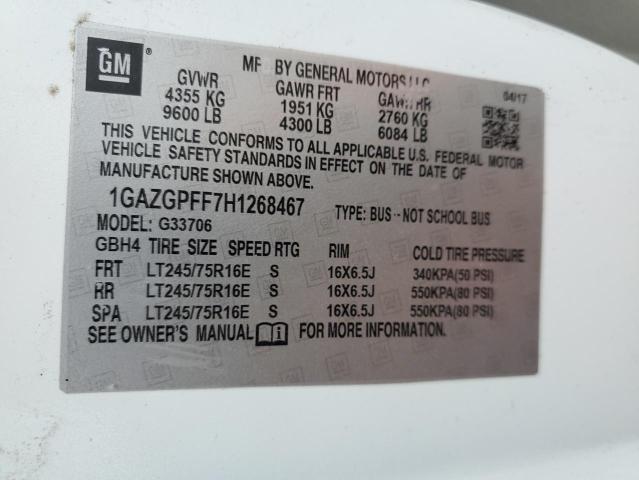 GM
MFD BY GENERAL MOTORS LLC
04/17
GVWR GAWR FRT GAWR RR
4355 KG 1951 KG 2760 KG
9600 LB 4300 LB 6084 LB
THIS VEHICLE CONFORMS TO ALL APPLICABLE U.S. FEDERAL MOTOR
VEHICLE SAFETY STANDARDS IN EFFECT ON THE DATE OF
MANUFACTURE SHOWN ABOVE.
1GAZGPFF7H1268467 TYPE: BUS - NOT SCHOOL BUS
MODEL: G33706
GBH4 TIRE SIZE SPEED RTG RIM COLD TIRE PRESSURE
FRT LT245/75R16E S 16X6.5J 340KPA(50 PSI)
RR LT245/75R16E S 16X6.5J 550KPA(80 PSI)
SPA LT245/75R16E S 16X6.5J 550KPA(80 PSI)
SEE OWNER'S MANUAL FOR MORE INFORMATION.